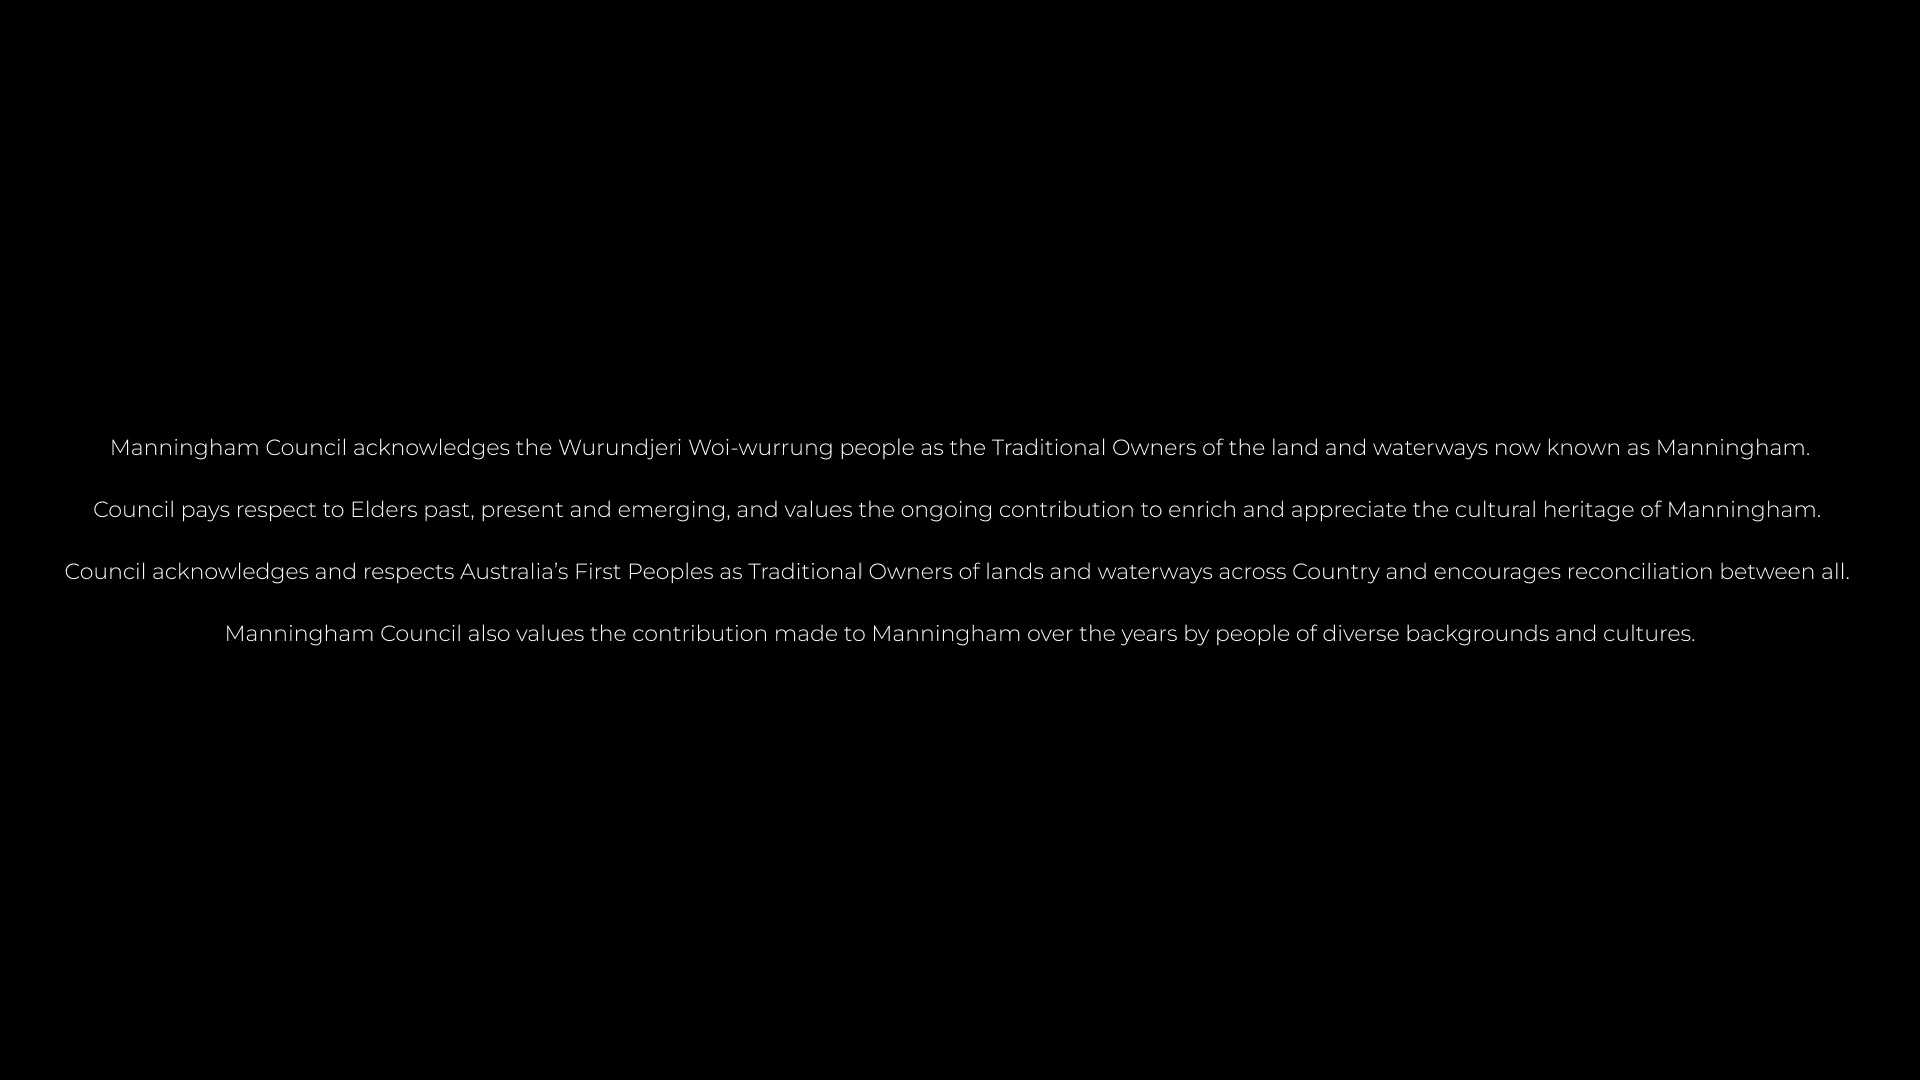 Manningham Council acknowledges the Wurundjeri Woi-wurrung people as the Traditional Owners of the land and waterways now known as Manningham.
Council pays respect to Elders past, present and emerging, and values the ongoing contribution to enrich and appreciate the cultural heritage of Manningham.
Council acknowledges and respects Australia’s First Peoples as Traditional Owners of lands and waterways across Country and encourages reconciliation between all.
Manningham Council also values the contribution made to Manningham over the years by people of diverse backgrounds and cultures.